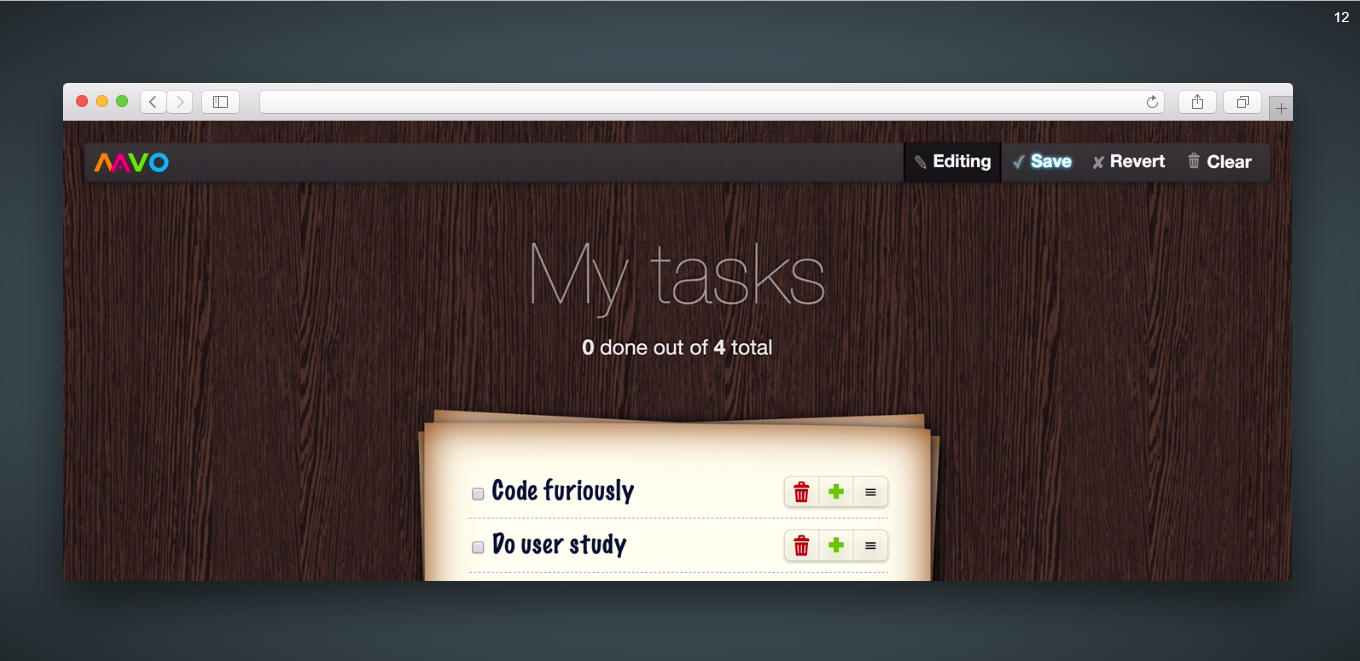 12
MAVO
Editing
Save
Revert
Clear
My tasks
0 done out of 4 total
Code furiously
Do user study